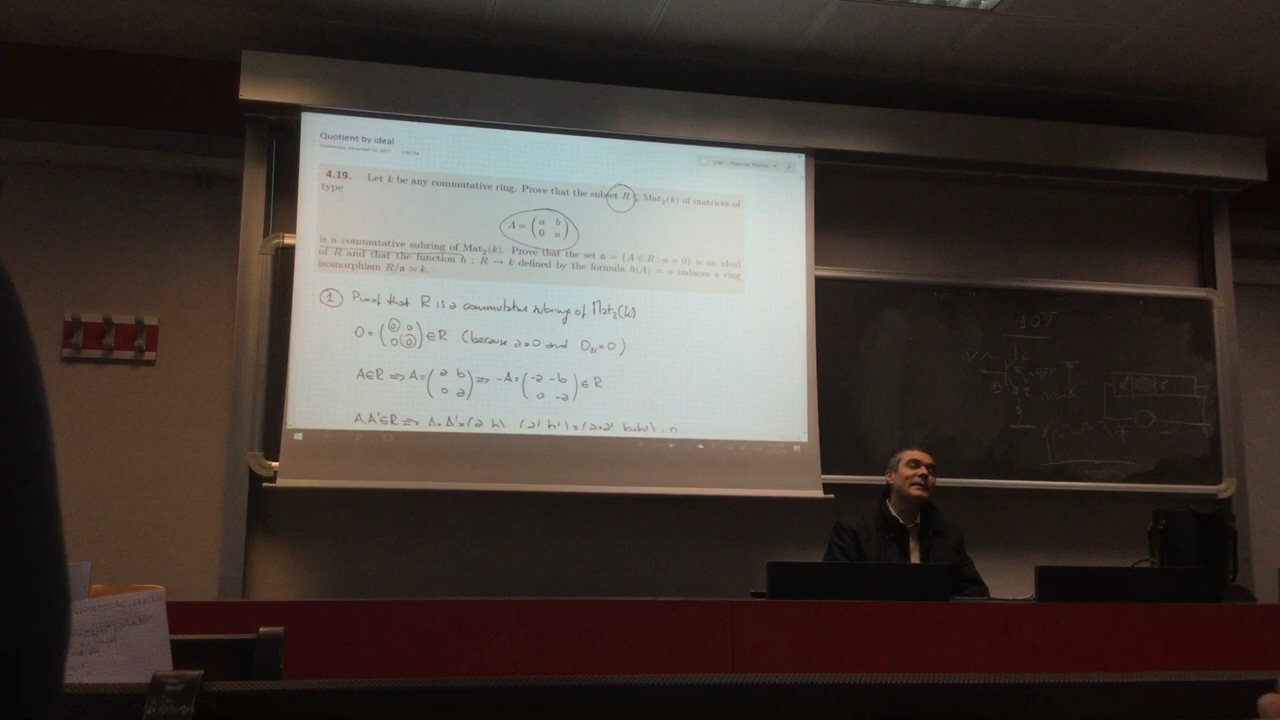 Quotient by ideal
4.19. Let k be any commutative ring. Prove that the subset R ⊆ Mat₂(k) of matrices of
type
A = ( a b
0 a )
is a commutative subring of Mat₂(k). Prove that the set 𝔞 = {A ∈ R : a = 0} is an ideal
of R and that the function h : R → k defined by the formula h(A) = a induces a ring
isomorphism R/𝔞 ≃ k.
① Proof that R is a commutative subring of Mat₂(k)
0 = ( 0 0
0 0 ) ∈ R (because a=0 and 0₂₁=0)
A∈R ⟹ A = ( a b
0 a ) ⟹ -A = ( -a -b
0 -a ) ∈ R
A,A'∈R ⟹ A+A' = (a b) (a' b') = (a+a' b+b')
10V
B